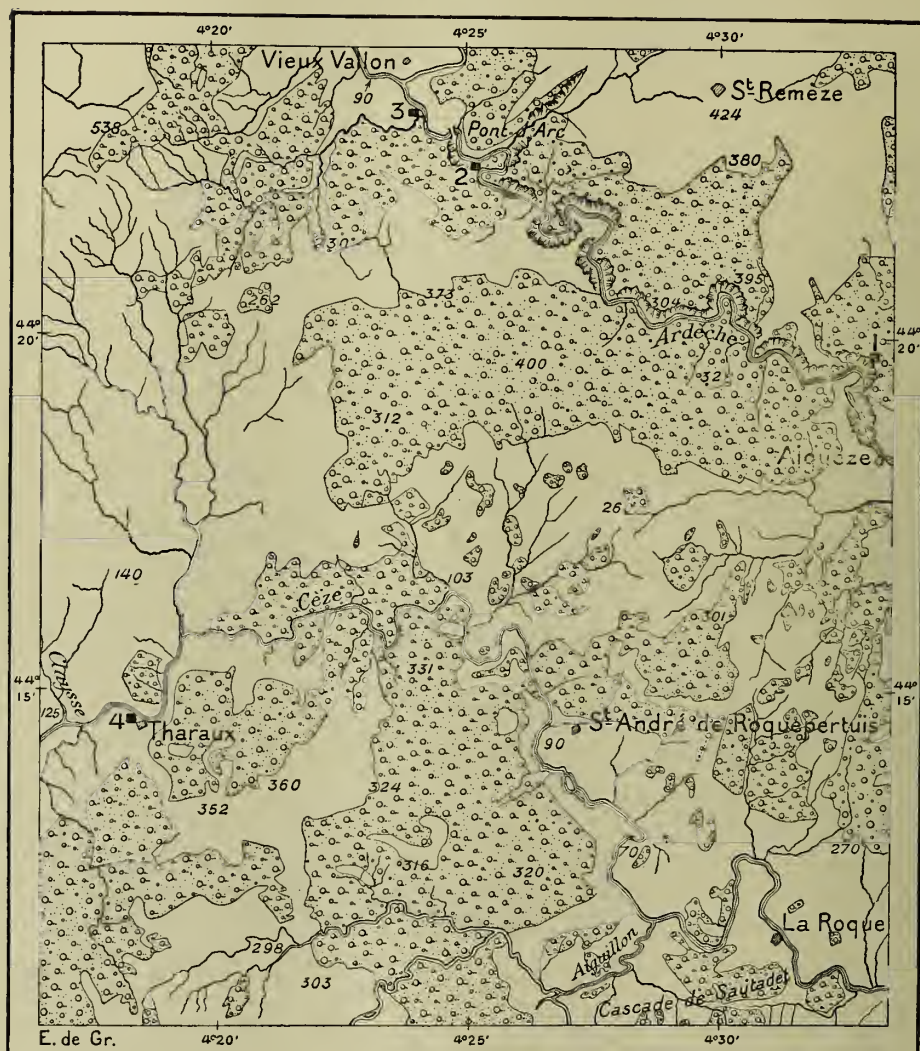 4°20' 4°25' 4°30'
Vieux Vallon
90
St Remèze
424
3
538
Pont d'Arc
2
380
230
262
373
304
395
44° 20'
Ardèche
44° 20'
1
400
32
312
Aiguèze
26
103
140
Cèze
301
331
Claysse
44° 15'
44° 15'
125
4
Tharaux
St André de Roquepertuis
90
360
352
324
70
270
316
320
La Roque
298
Aiguillon
303
Cascade de Sautadet
E. de Gr.
4°20' 4°25' 4°30'